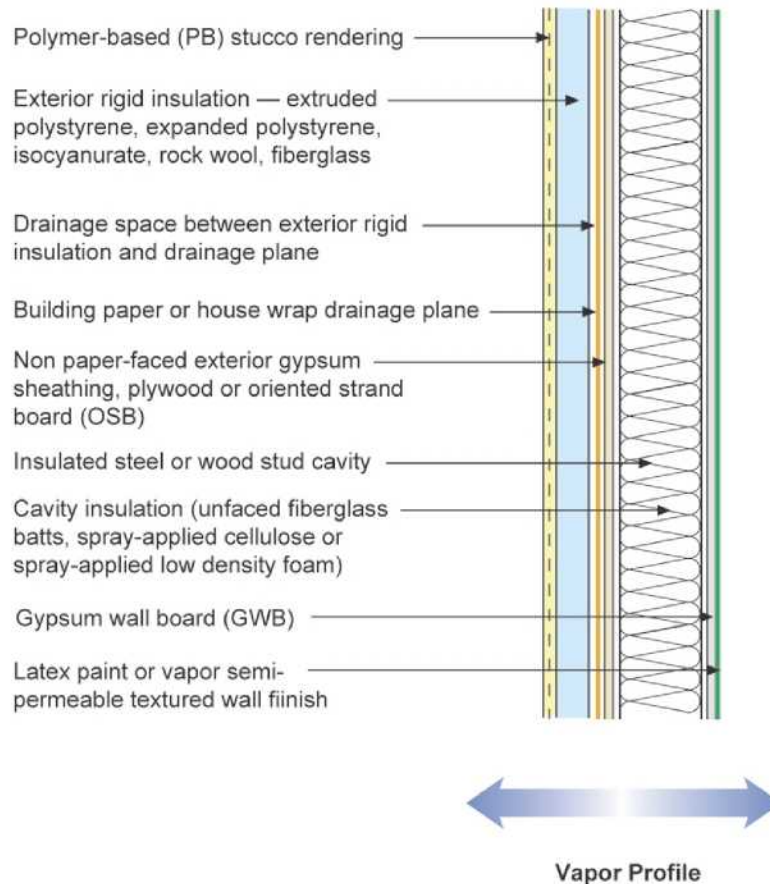 Polymer-based (PB) stucco rendering
Exterior rigid insulation — extruded
polystyrene, expanded polystyrene,
isocyanurate, rock wool, fiberglass
Drainage space between exterior rigid
insulation and drainage plane
Building paper or house wrap drainage plane
Non paper-faced exterior gypsum
sheathing, plywood or oriented strand
board (OSB)
Insulated steel or wood stud cavity
Cavity insulation (unfaced fiberglass
batts, spray-applied cellulose or
spray-applied low density foam)
Gypsum wall board (GWB)
Latex paint or vapor semi-
permeable textured wall fiinish
Vapor Profile